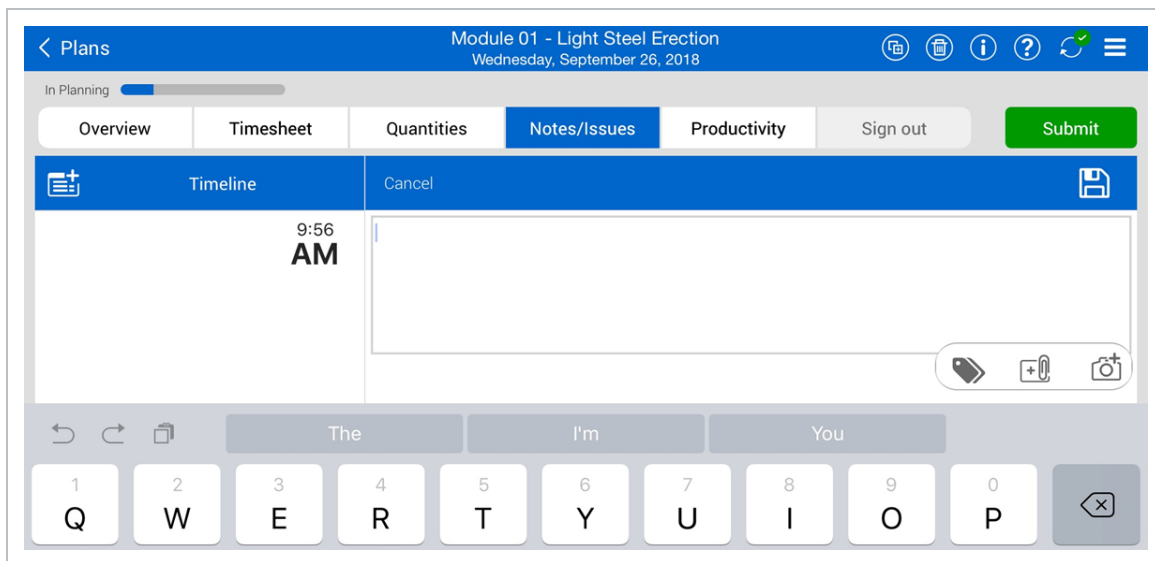 Plans
Module 01 - Light Steel Erection
Wednesday, September 26, 2018
In Planning
Overview
Timesheet
Quantities
Notes/Issues
Productivity
Sign out
Submit
Timeline
Cancel
9:56
AM
The
I'm
You
1 2 3 4 5 6 7 8 9 0
Q W E R T Y U I O P